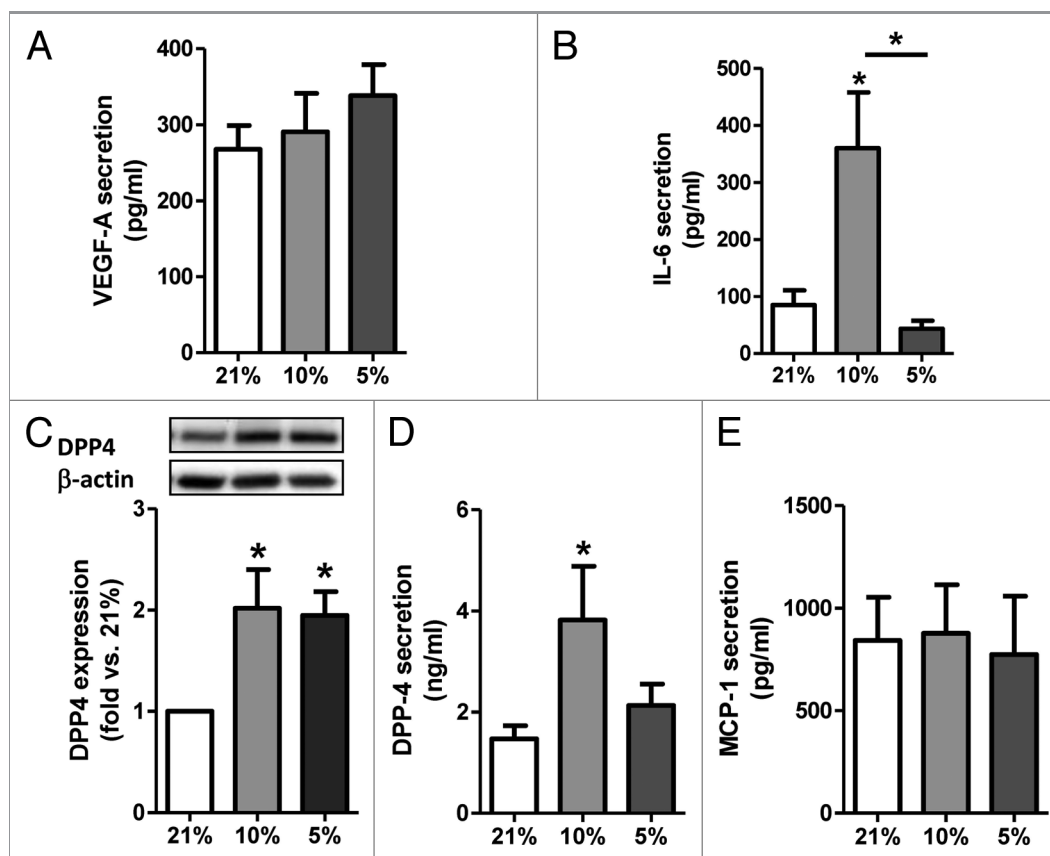 A
VEGF-A secretion
(pg/ml)
400
300
200
100
0
21% 10% 5%
B
IL-6 secretion
(pg/ml)
500
400
300
200
100
0
*
*
21% 10% 5%
C
DPP4
β-actin
DPP4 expression
(fold vs. 21%)
3
2
1
0
* *
21% 10% 5%
D
DPP-4 secretion
(ng/ml)
6
4
2
0
*
21% 10% 5%
E
MCP-1 secretion
(pg/ml)
1500
1000
500
0
21% 10% 5%